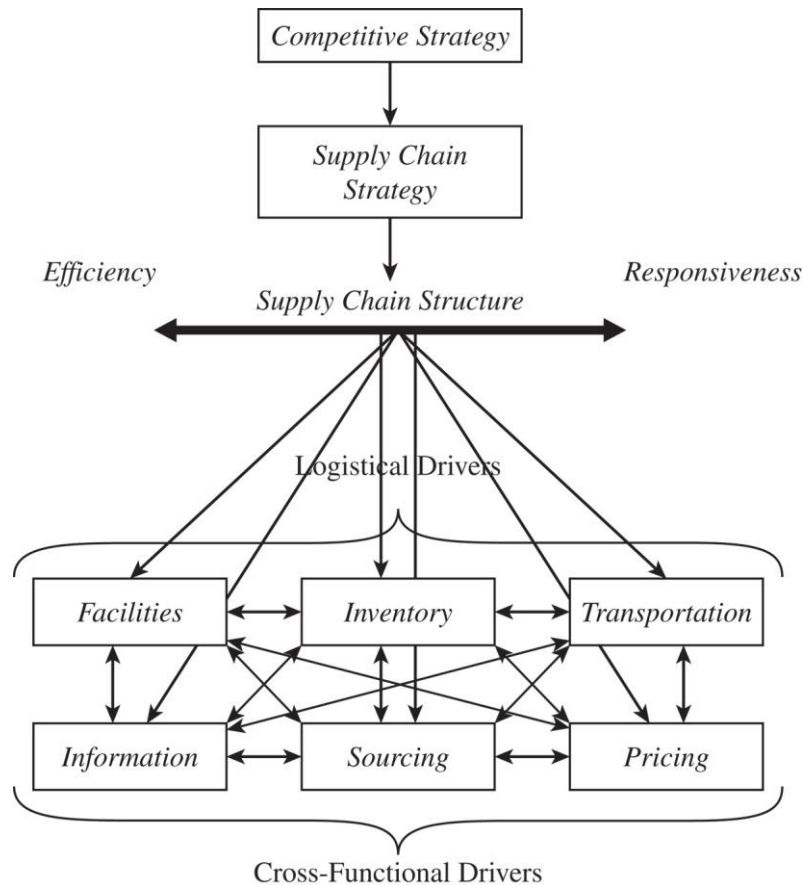 Competitive Strategy
Supply Chain
Strategy
Efficiency
Responsiveness
Supply Chain Structure
Logistical Drivers
Facilities
Inventory
Transportation
Information
Sourcing
Pricing
Cross-Functional Drivers